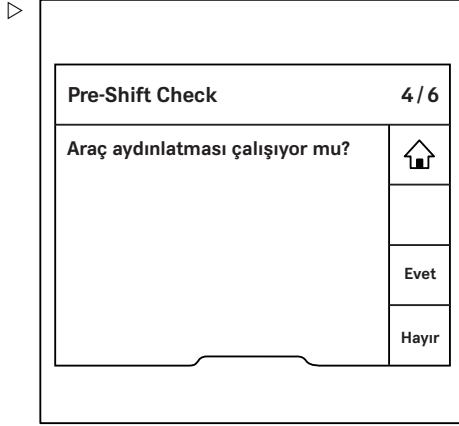 Pre-Shift Check 4/6
Araç aydınlatması çalışıyor mu?
Evet
Hayır